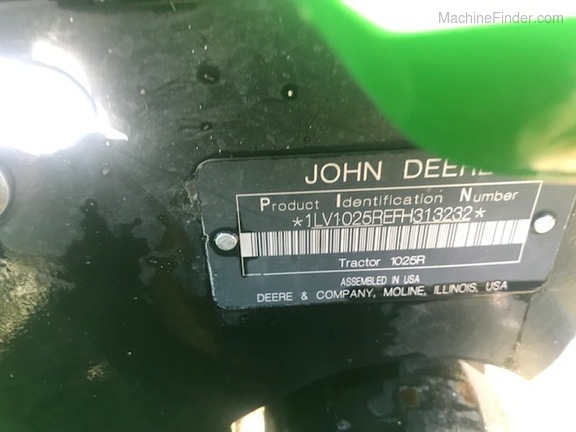 MachineFinder.com
JOHN DEERE
Product Identification Number
*1LV1025REFH313232*
Tractor 1025R
ASSEMBLED IN USA
DEERE & COMPANY, MOLINE, ILLINOIS, USA